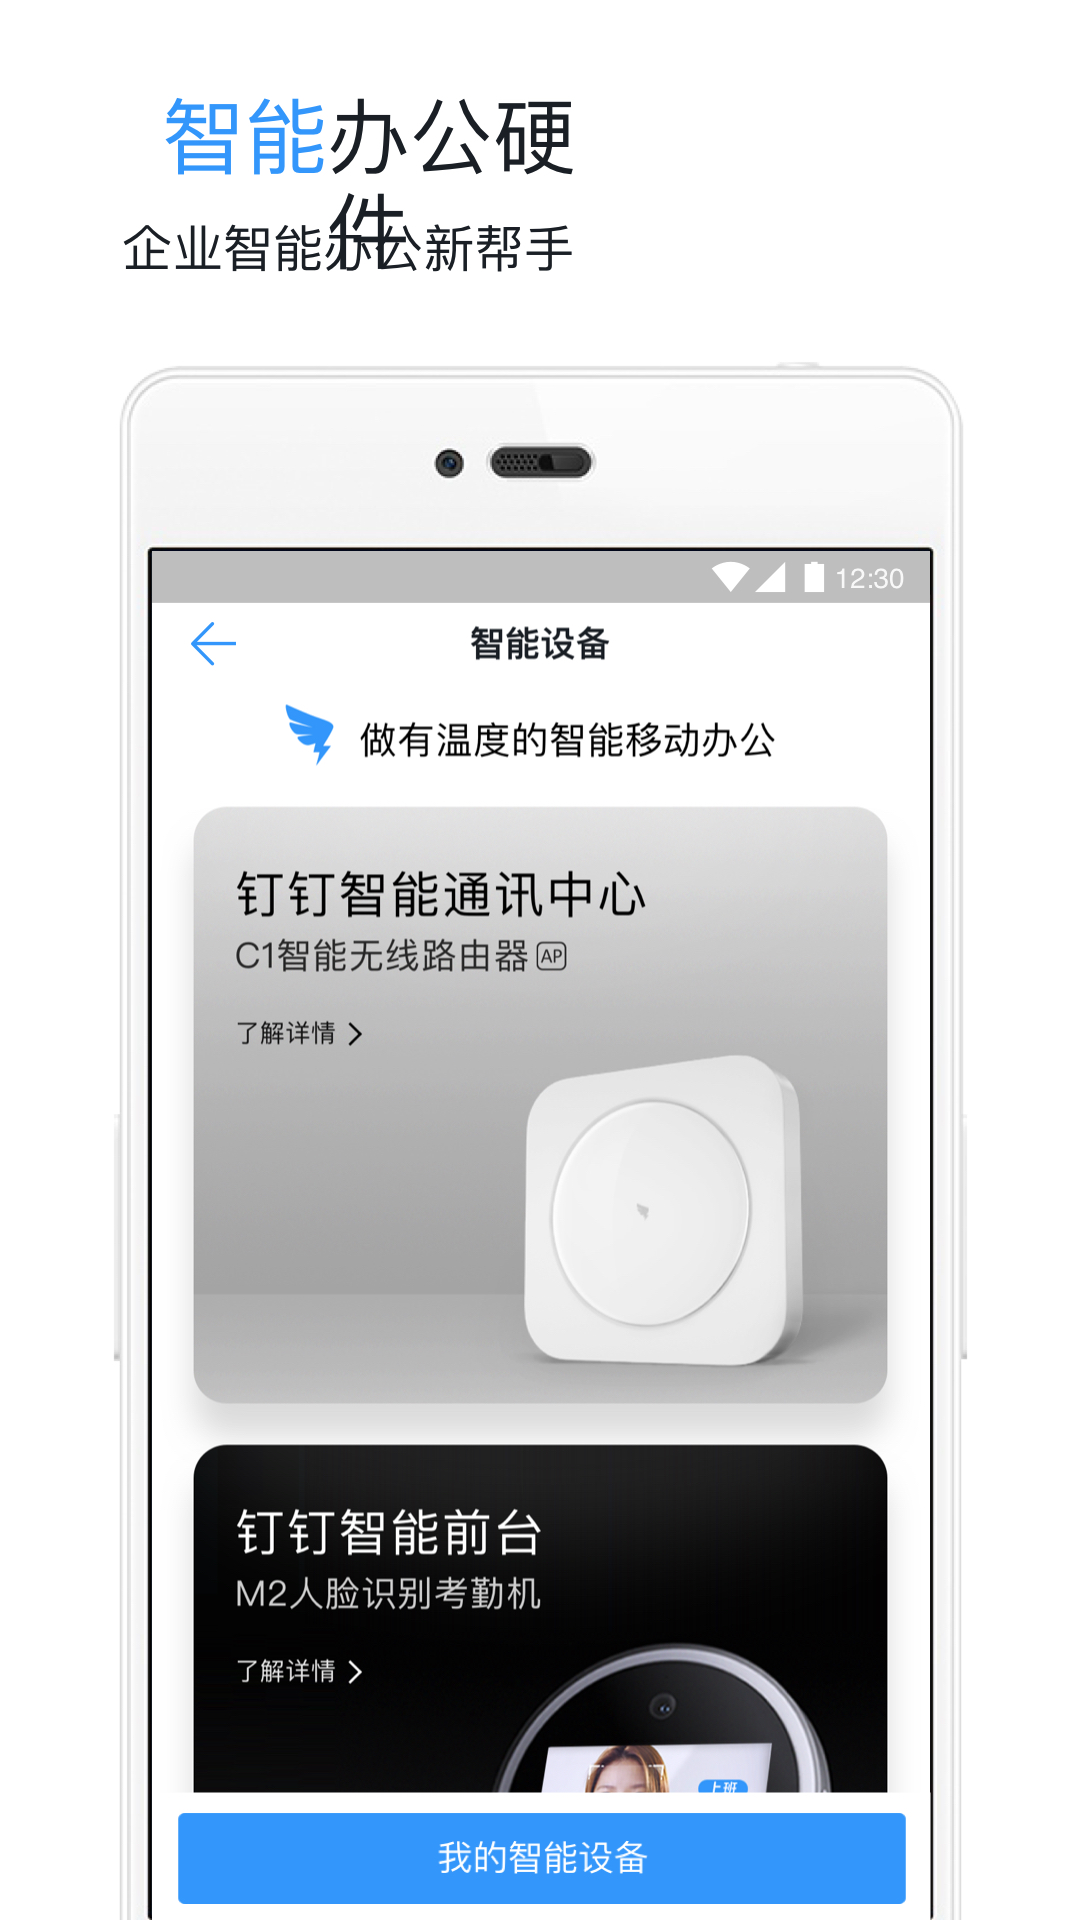 智能办公硬
件
企业智能办公新帮手
12:30
智能设备
做有温度的智能移动办公
钉钉智能通讯中心
C1智能无线路由器 AP
了解详情
钉钉智能前台
M2人脸识别考勤机
了解详情
上班
我的智能设备